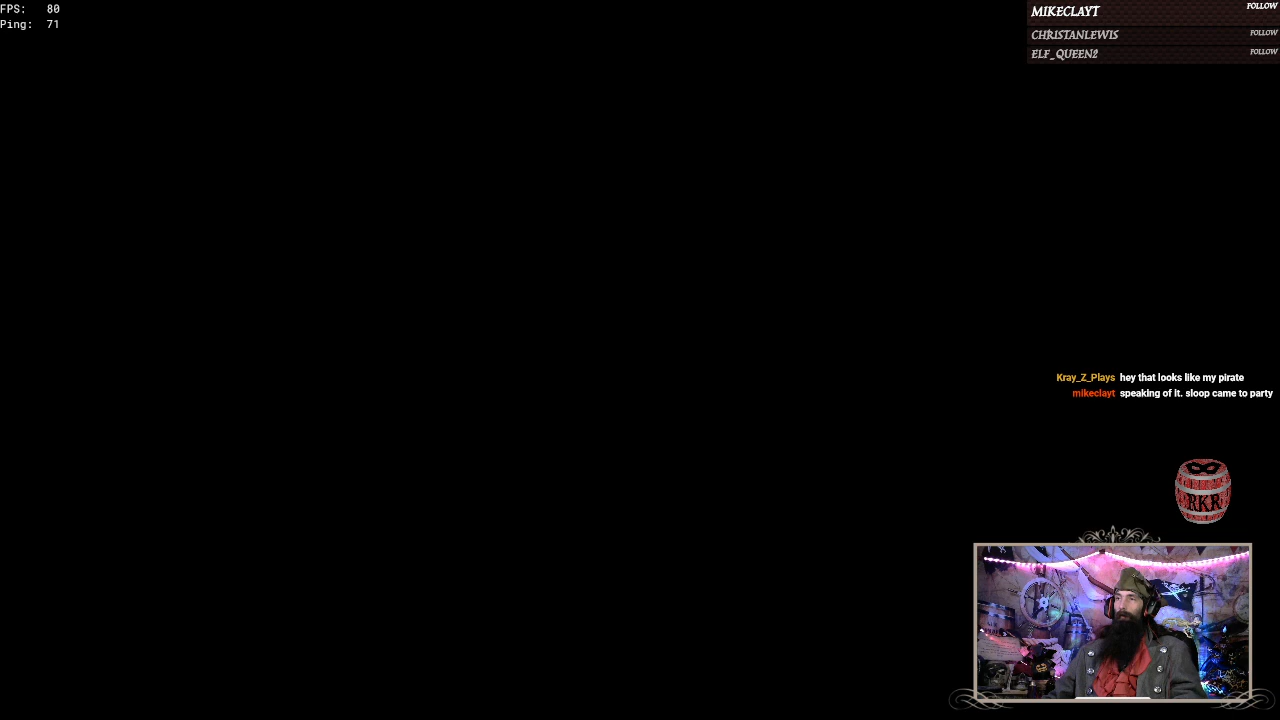 FPS: 80
Ping: 71
MIKECLAYT FOLLOW
CHRISTANLEWIS FOLLOW
ELF_QUEEN2 FOLLOW
Kray_Z_Plays hey that looks like my pirate
mikeclayt speaking of it. sloop came to party
RKR